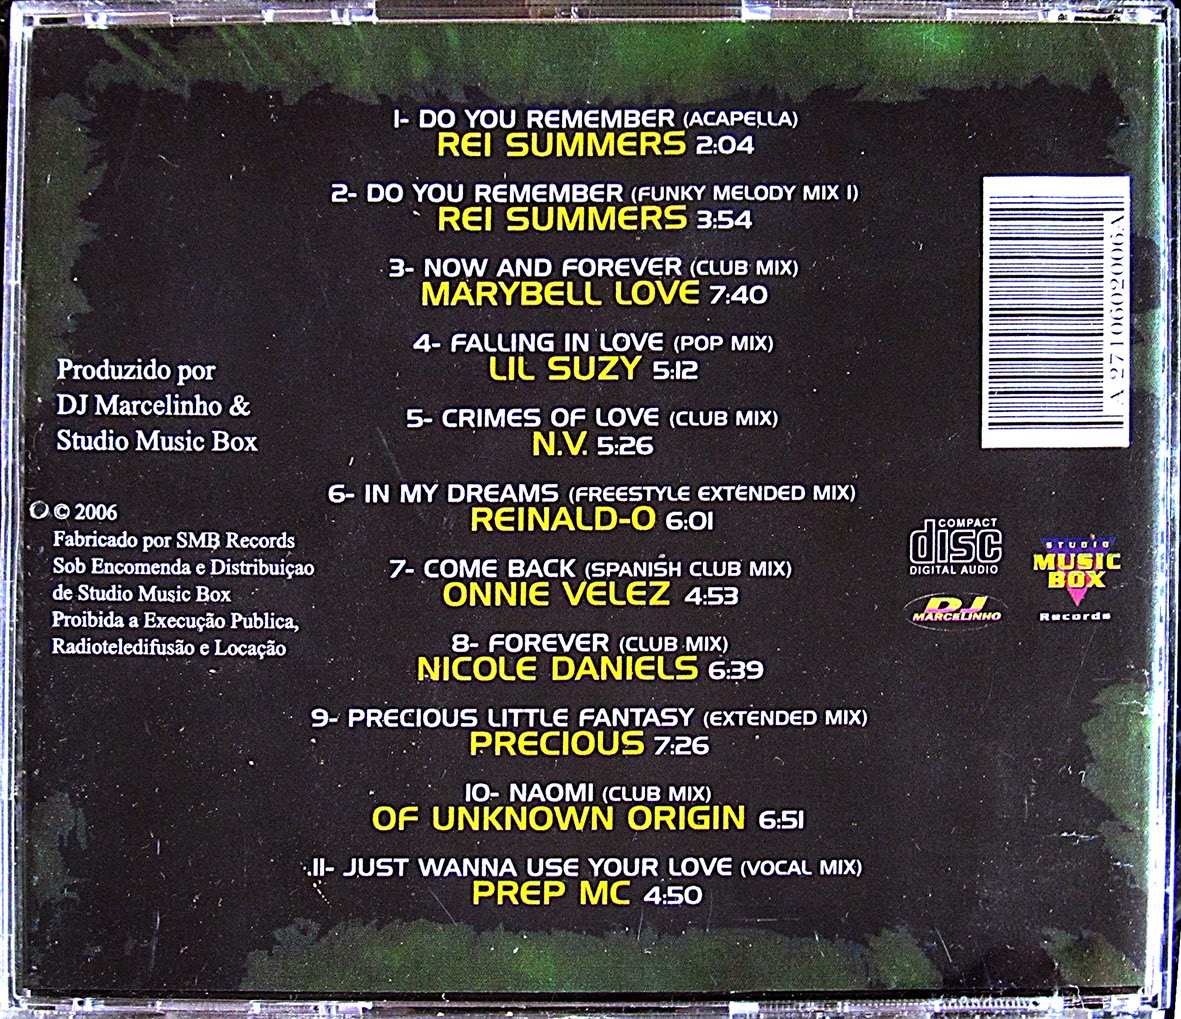 1- DO YOU REMEMBER (ACAPELLA)
REI SUMMERS 2:04
2- DO YOU REMEMBER (FUNKY MELODY MIX 1)
REI SUMMERS 3:54
3- NOW AND FOREVER (CLUB MIX)
MARYBELL LOVE 7:40
4- FALLING IN LOVE (POP MIX)
LIL SUZY 5:12
5- CRIMES OF LOVE (CLUB MIX)
N.V. 5:26
6- IN MY DREAMS (FREESTYLE EXTENDED MIX)
REINALD-O 6:01
7- COME BACK (SPANISH CLUB MIX)
ONNIE VELEZ 4:53
8- FOREVER (CLUB MIX)
NICOLE DANIELS 6:39
9- PRECIOUS LITTLE FANTASY (EXTENDED MIX)
PRECIOUS 7:26
10- NAOMI (CLUB MIX)
OF UNKNOWN ORIGIN 6:51
11- JUST WANNA USE YOUR LOVE (VOCAL MIX)
PREP MC 4:50
Produzido por
DJ Marcelinho &
Studio Music Box
© 2006
Fabricado por SMB Records
Sob Encomenda e Distribuiçao
de Studio Music Box
Proibida a Execução Publica,
Radioteledifusão e Locação
A 2710602006A
COMPACT
disc
DIGITAL AUDIO
DJ
MARCELINHO
STUDIO
MUSIC
BOX
Records